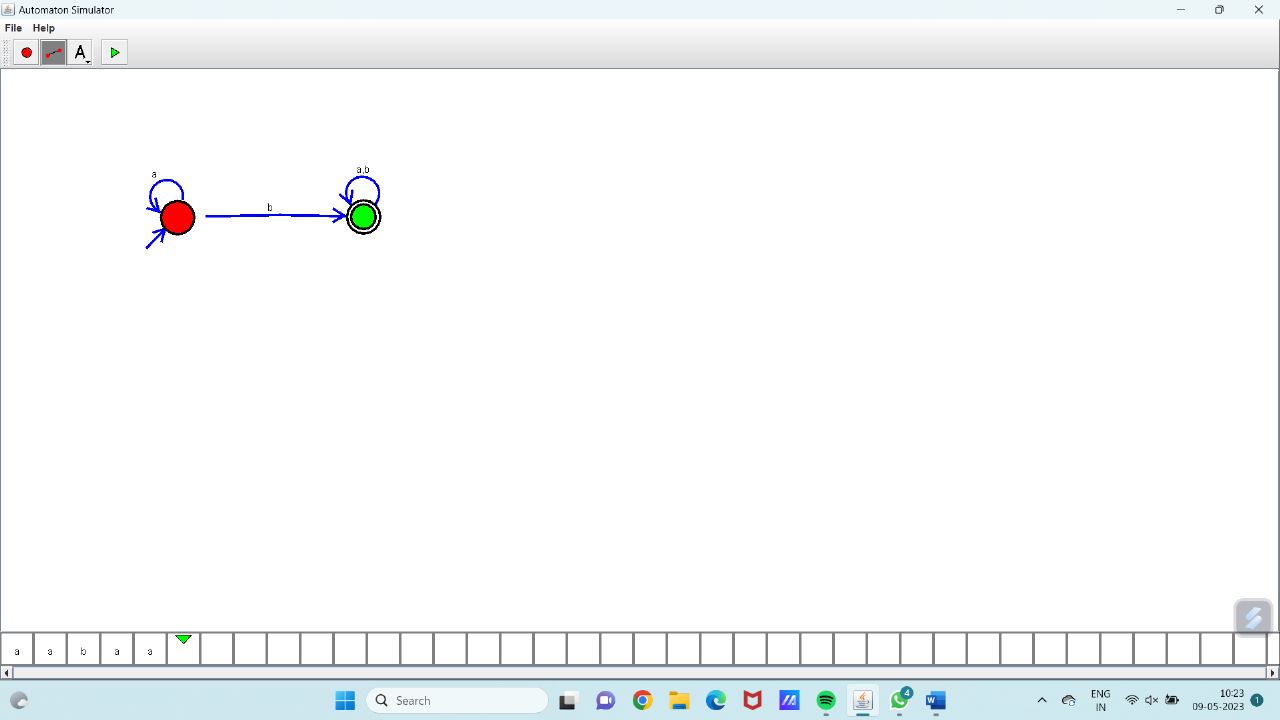 Automaton Simulator
File Help
A
a
a,b
b
a a b a a
Search
4
ENG
IN
10:23
09-05-2023
1